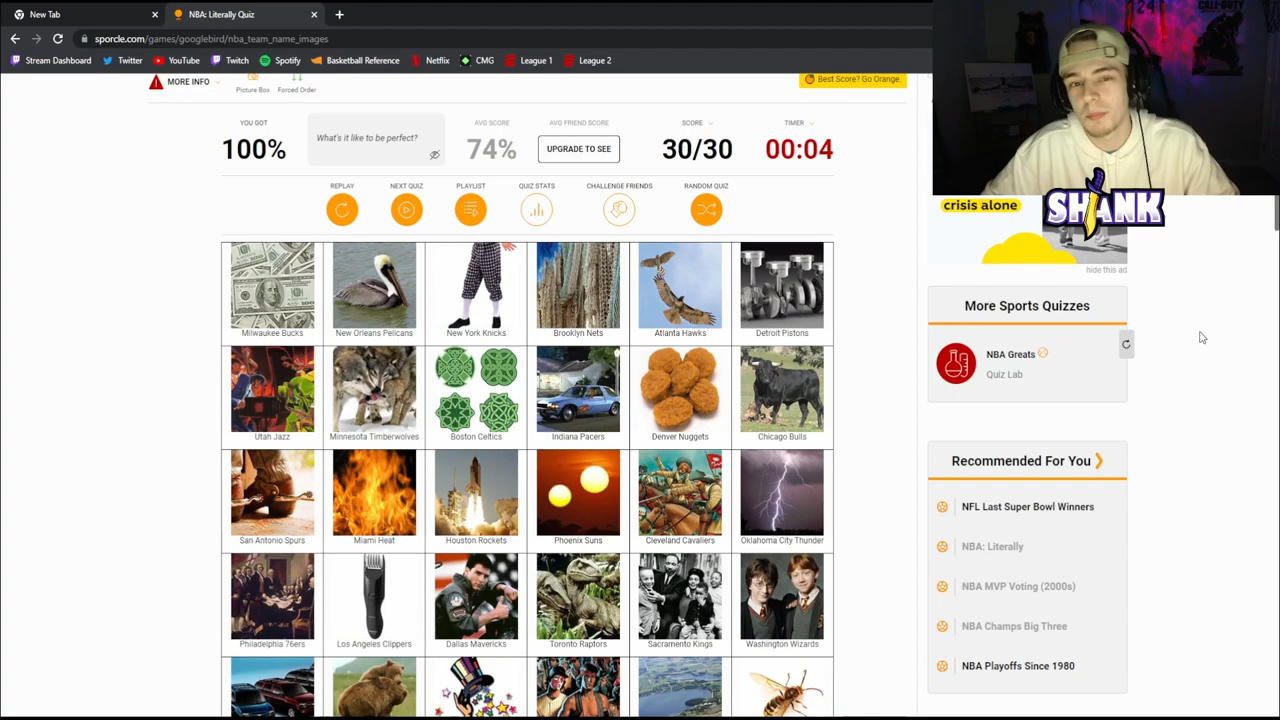 New Tab
NBA: Literally Quiz
sporcle.com/games/googlebird/nba_team_name_images
Stream Dashboard
Twitter
YouTube
Twitch
Spotify
Basketball Reference
Netflix
CMG
League 1
League 2
MORE INFO
Picture Box
Forced Order
Best Score? Go Orange.
YOU GOT
100%
What's it like to be perfect?
AVG SCORE
74%
AVG FRIEND SCORE
UPGRADE TO SEE
SCORE
30/30
TIMER
00:04
REPLAY
NEXT QUIZ
PLAYLIST
QUIZ STATS
CHALLENGE FRIENDS
RANDOM QUIZ
Milwaukee Bucks
New Orleans Pelicans
New York Knicks
Brooklyn Nets
Atlanta Hawks
Detroit Pistons
Utah Jazz
Minnesota Timberwolves
Boston Celtics
Indiana Pacers
Denver Nuggets
Chicago Bulls
San Antonio Spurs
Miami Heat
Houston Rockets
Phoenix Suns
Cleveland Cavaliers
Oklahoma City Thunder
Philadelphia 76ers
Los Angeles Clippers
Dallas Mavericks
Toronto Raptors
Sacramento Kings
Washington Wizards
24
CALL OF DUTY
SHANK
crisis alone
hide this ad
More Sports Quizzes
NBA Greats
Quiz Lab
Recommended For You
NFL Last Super Bowl Winners
NBA: Literally
NBA MVP Voting (2000s)
NBA Champs Big Three
NBA Playoffs Since 1980